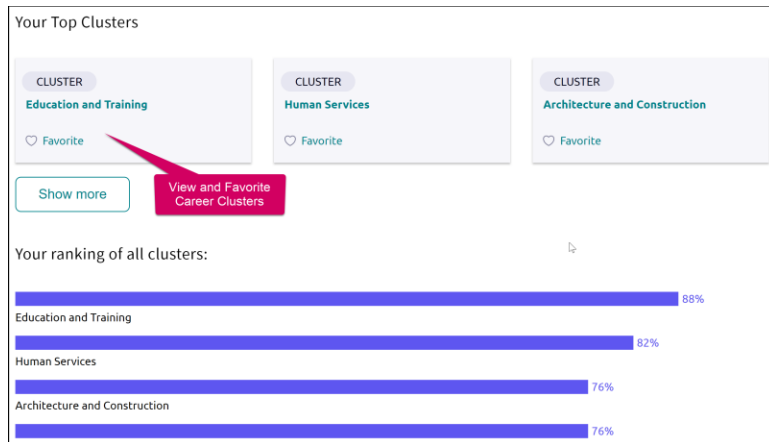 Your Top Clusters
CLUSTER
Education and Training
Favorite
CLUSTER
Human Services
Favorite
CLUSTER
Architecture and Construction
Favorite
Show more
View and Favorite
Career Clusters
Your ranking of all clusters:
88%
Education and Training
82%
Human Services
76%
Architecture and Construction
76%